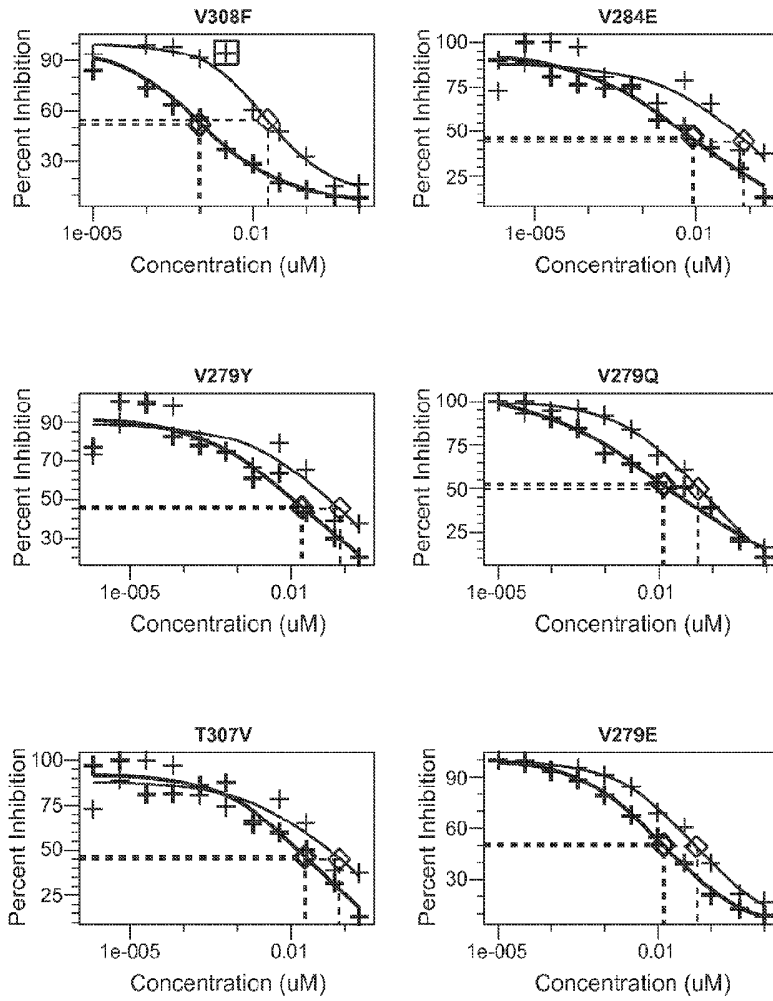 V308F
Percent Inhibition
90
60
30
1e-005
0.01
Concentration (uM)
V284E
Percent Inhibition
100
75
50
25
1e-005
0.01
Concentration (uM)
V279Y
Percent Inhibition
90
70
50
30
1e-005
0.01
Concentration (uM)
V279Q
Percent Inhibition
100
75
50
25
1e-005
0.01
Concentration (uM)
T307V
Percent Inhibition
100
75
50
25
1e-005
0.01
Concentration (uM)
V279E
Percent Inhibition
90
60
30
1e-005
0.01
Concentration (uM)